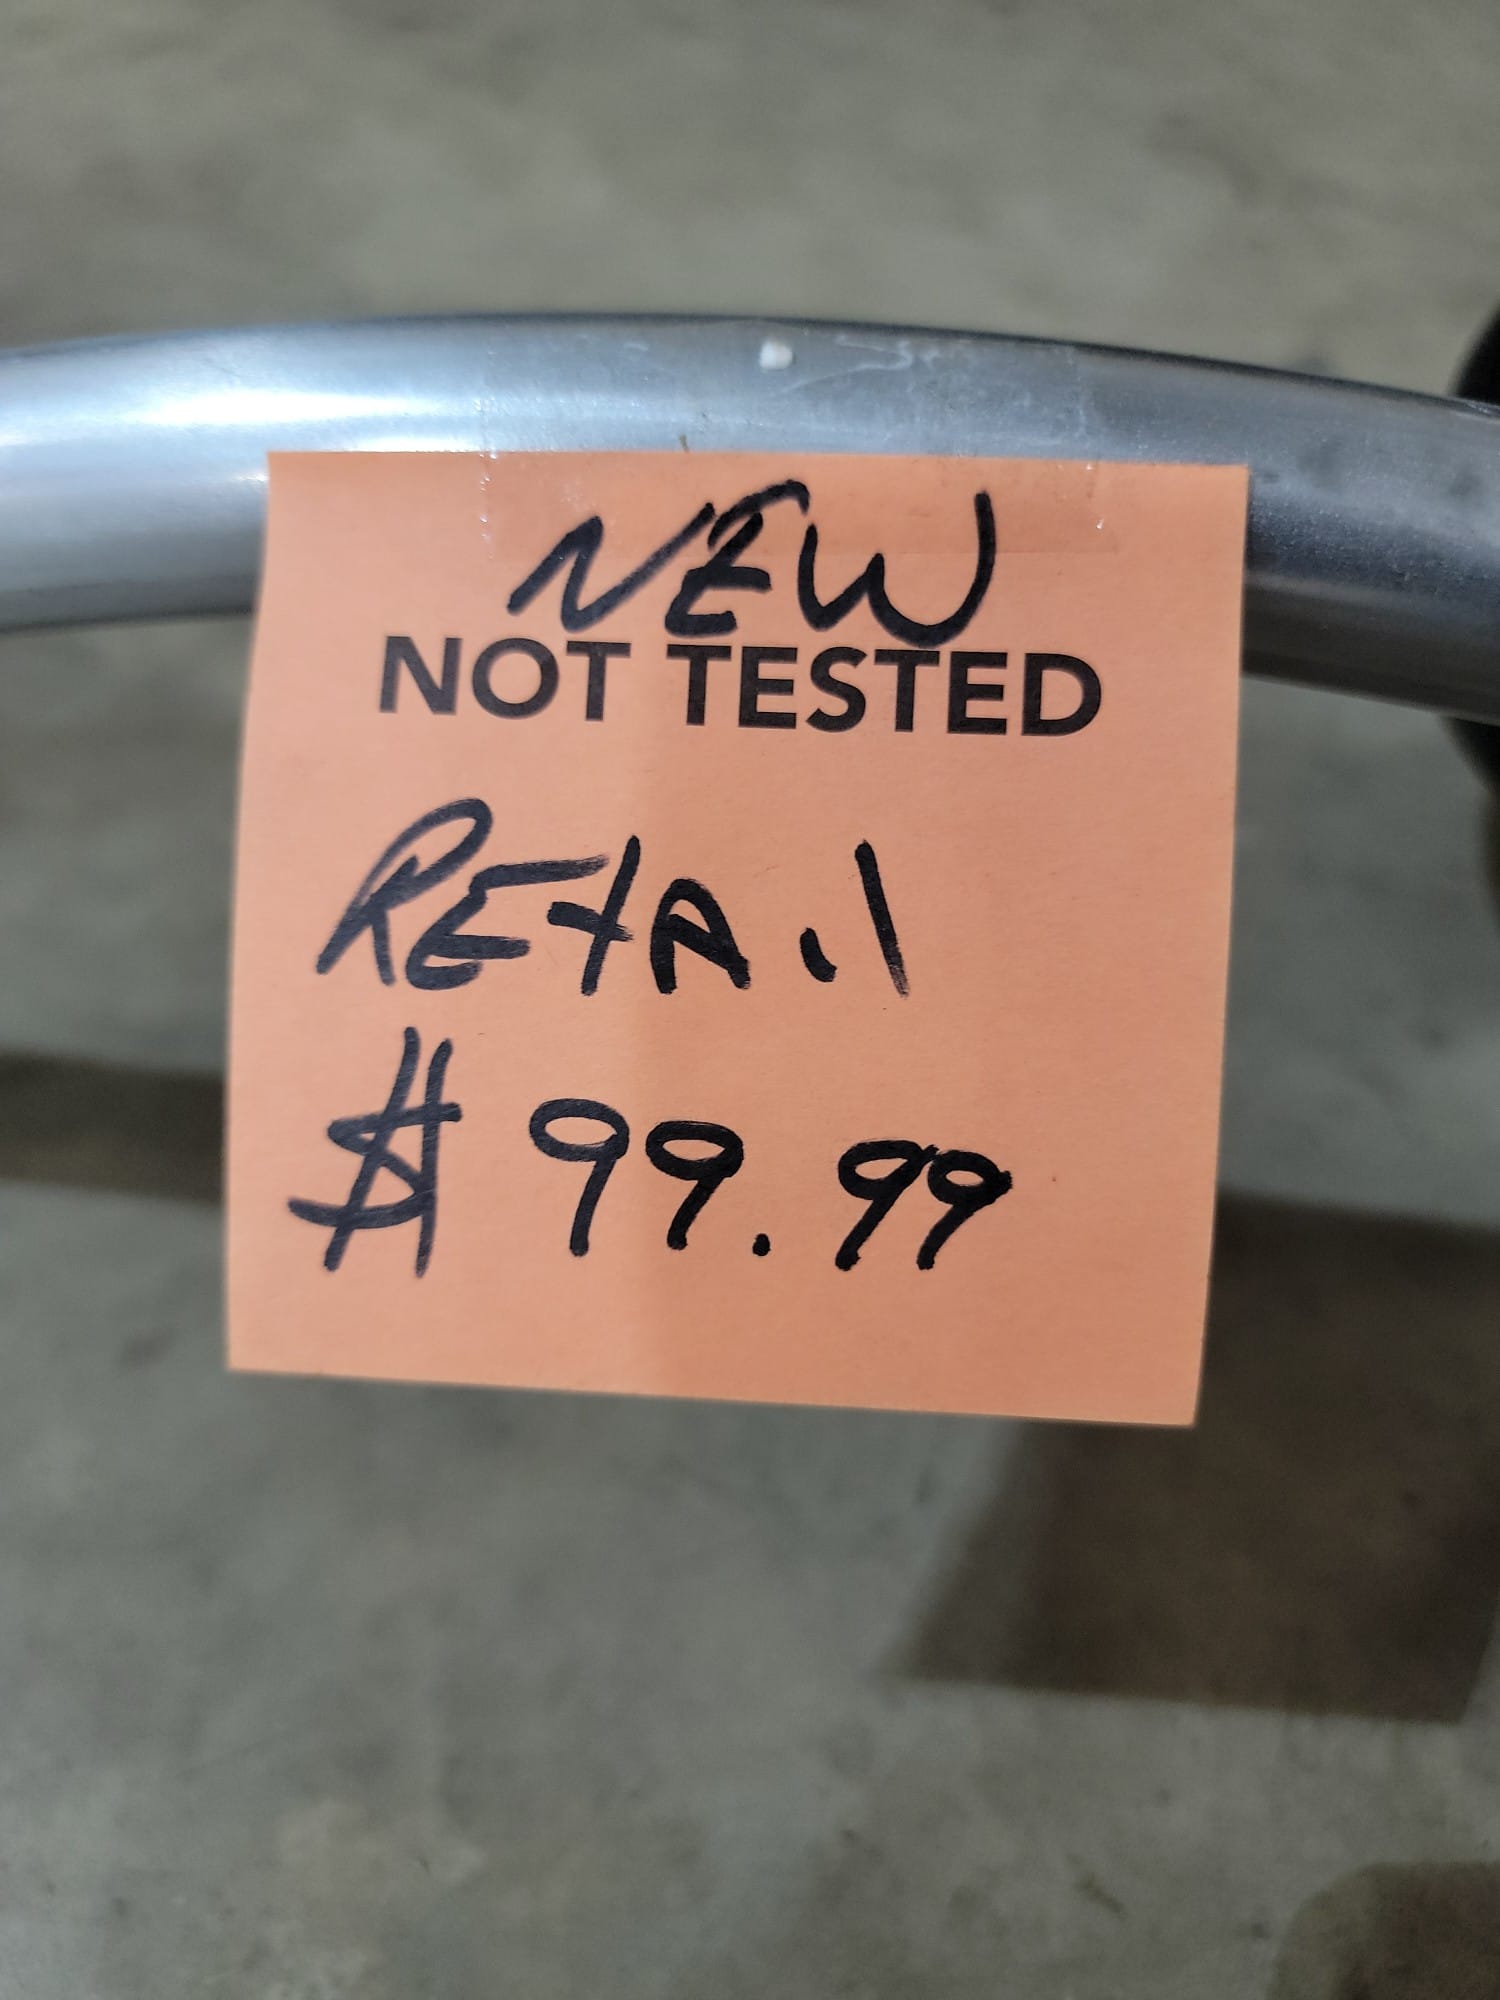 NEW
NOT TESTED
RETAIL
$ 99.99